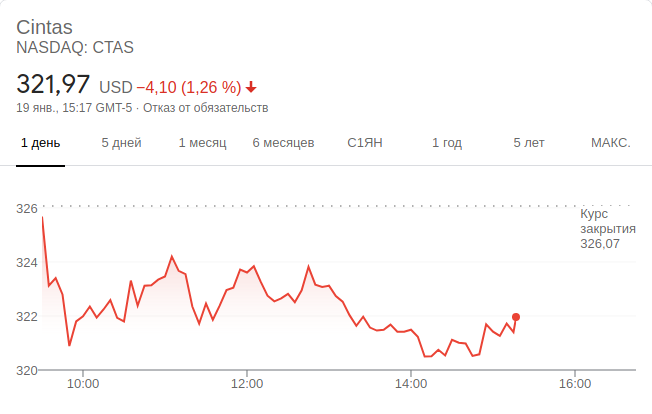 Cintas
NASDAQ: CTAS
321,97 USD −4,10 (1,26 %)
19 янв., 15:17 GMT-5 · Отказ от обязательств
1 день 5 дней 1 месяц 6 месяцев С1ЯН 1 год 5 лет МАКС.
326
Курс
закрытия
326,07
324
322
320
10:00 12:00 14:00 16:00